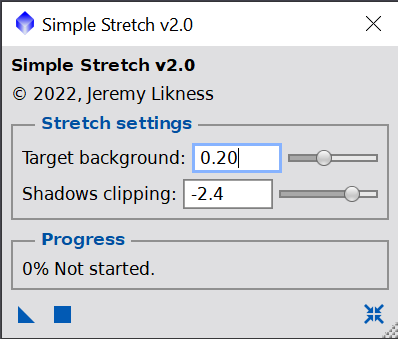 Simple Stretch v2.0
Simple Stretch v2.0
© 2022, Jeremy Likness
Stretch settings
Target background: 0.20
Shadows clipping: -2.4
Progress
0% Not started.